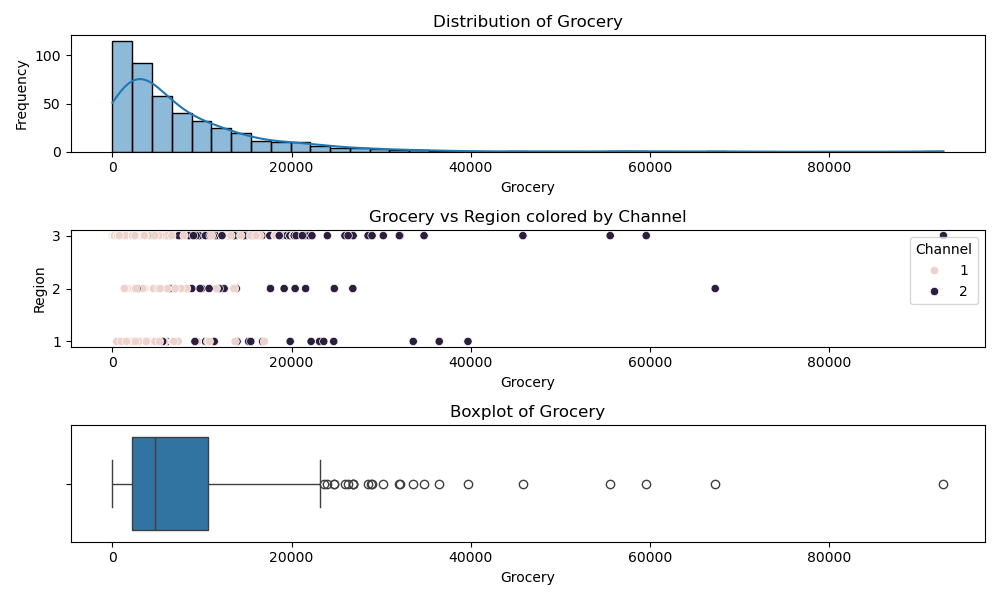 Distribution of Grocery
Frequency
100
50
0
0 20000 40000 60000 80000
Grocery
Grocery vs Region colored by Channel
Region
3
2
1
Channel
1
2
0 20000 40000 60000 80000
Grocery
Boxplot of Grocery
0 20000 40000 60000 80000
Grocery